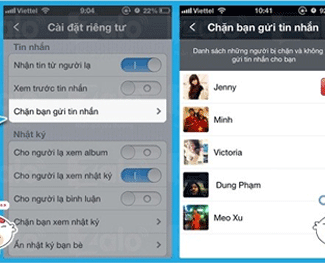 Viettel 9:04 22%
Cài đặt riêng tư
Tin nhắn
Nhận tin từ người lạ
Xem trước tin nhắn
Chặn bạn gửi tin nhắn
Nhật ký
Cho người lạ xem album
Cho người lạ xem nhật ký
Cho người lạ bình luận
Chặn bạn xem nhật ký
Ẩn nhật ký bạn bè
Viettel 10:41
Chặn bạn gửi tin nhắn
Danh sách những người bị chặn và không
gửi tin nhắn cho bạn
Jenny
Minh
Victoria
Dung Phạm
Meo Xu